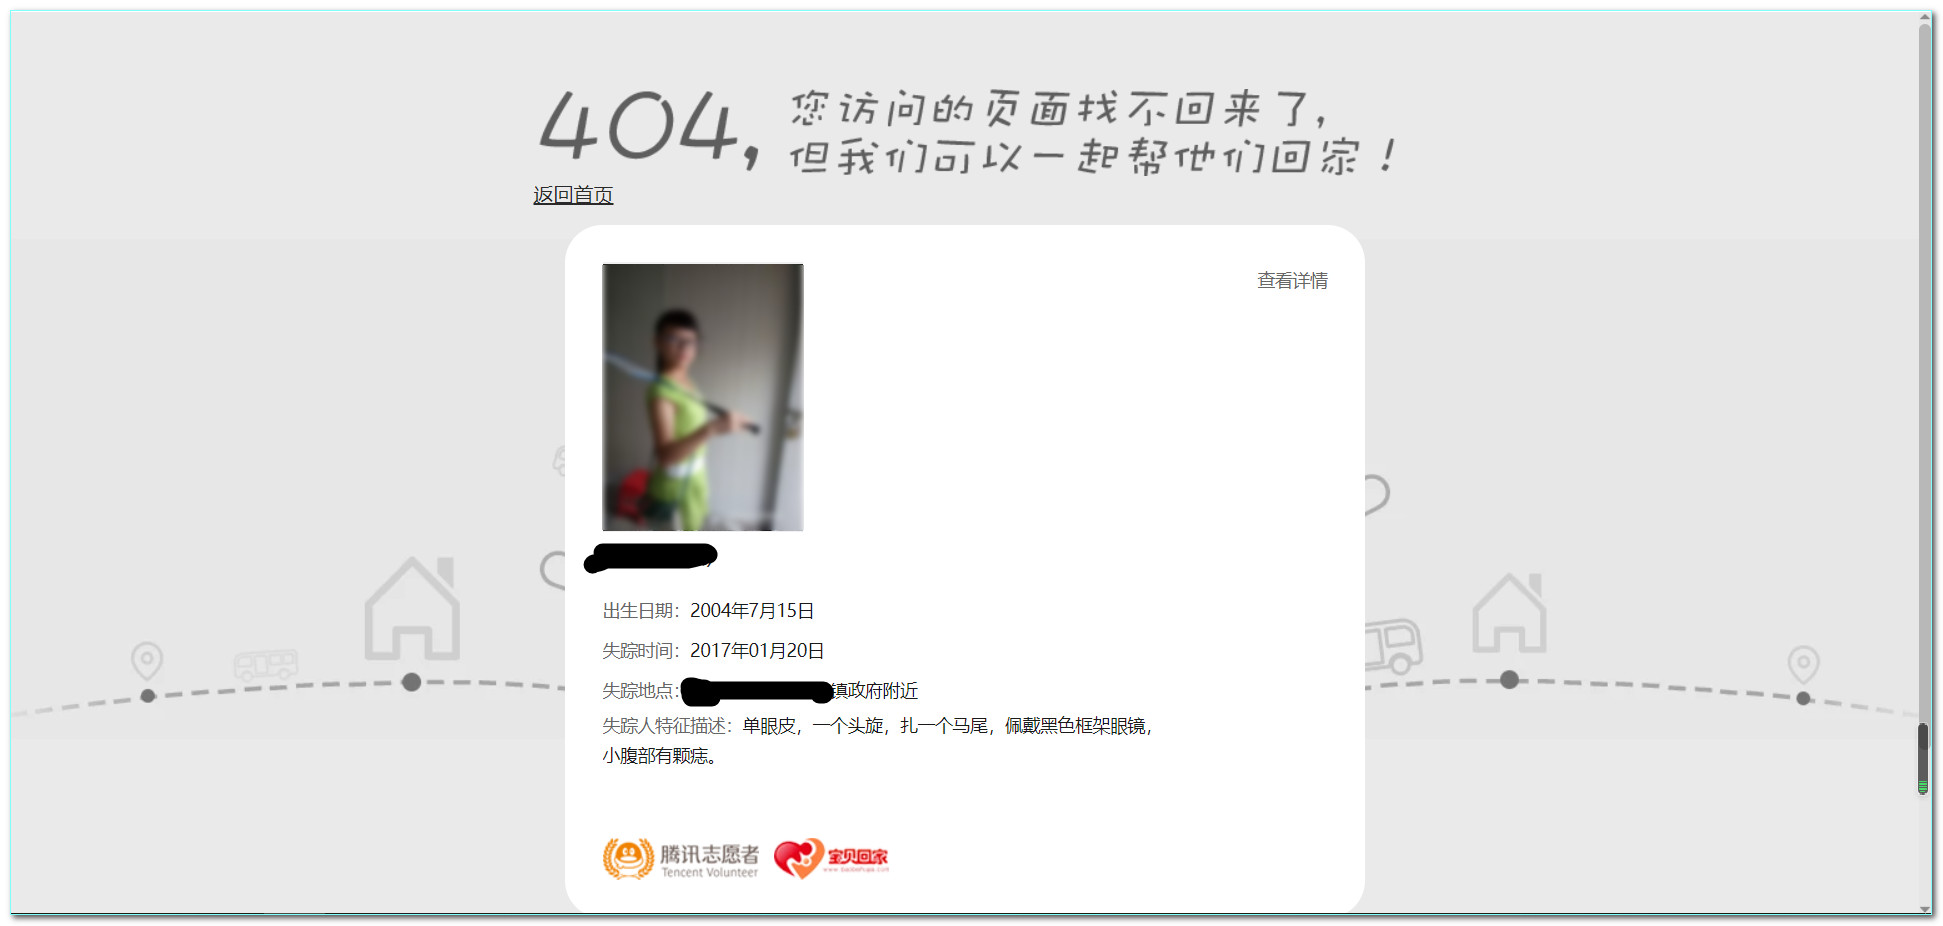 404,
您访问的页面找不回来了,
但我们可以一起帮他们回家!
返回首页
查看详情
出生日期：2004年7月15日
失踪时间：2017年01月20日
失踪地点：镇政府附近
失踪人特征描述：单眼皮，一个头旋，扎一个马尾，佩戴黑色框架眼镜，
小腹部有颗痣。
腾讯志愿者
Tencent Volunteer
宝贝回家